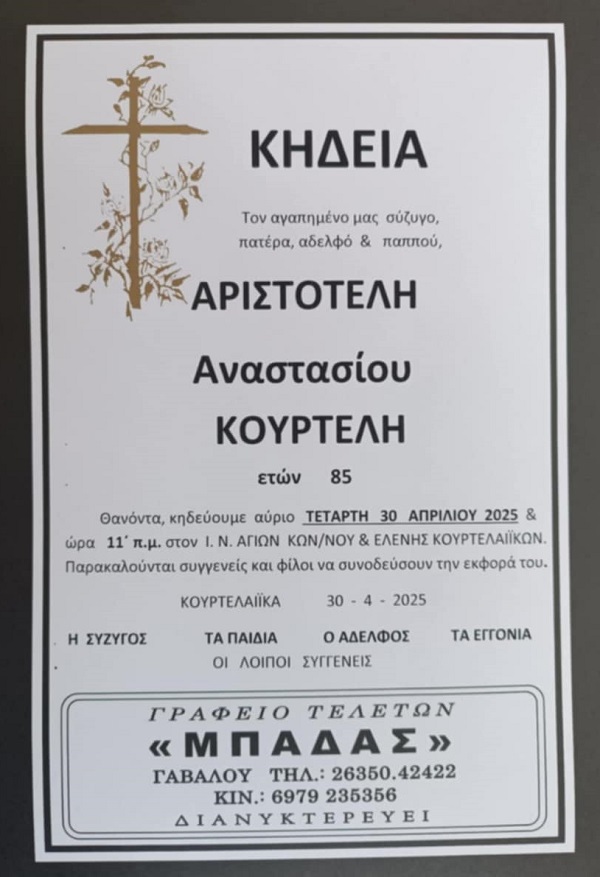 ΚΗΔΕΙΑ
Τον αγαπημένο μας σύζυγο,
πατέρα, αδελφό & παππού,
ΑΡΙΣΤΟΤΕΛΗ
Αναστασίου
ΚΟΥΡΤΕΛΗ
ετών 85
Θανόντα, κηδεύουμε αύριο ΤΕΤΑΡΤΗ 30 ΑΠΡΙΛΙΟΥ 2025 &
ώρα 11΄ π.μ. στον Ι. Ν. ΑΓΙΩΝ ΚΩΝ/ΝΟΥ & ΕΛΕΝΗΣ ΚΟΥΡΤΕΛΑΙΪΚΩΝ.
Παρακαλούνται συγγενείς και φίλοι να συνοδεύσουν την εκφορά του.
ΚΟΥΡΤΕΛΑΙΪΚΑ 30 - 4 - 2025
Η ΣΥΖΥΓΟΣ ΤΑ ΠΑΙΔΙΑ Ο ΑΔΕΛΦΟΣ ΤΑ ΕΓΓΟΝΙΑ
ΟΙ ΛΟΙΠΟΙ ΣΥΓΓΕΝΕΙΣ
ΓΡΑΦΕΙΟ ΤΕΛΕΤΩΝ
«ΜΠΑΔΑΣ»
ΓΑΒΑΛΟΥ ΤΗΛ.: 26350.42422
ΚΙΝ.: 6979 235356
ΔΙΑΝΥΚΤΕΡΕΥΕΙ